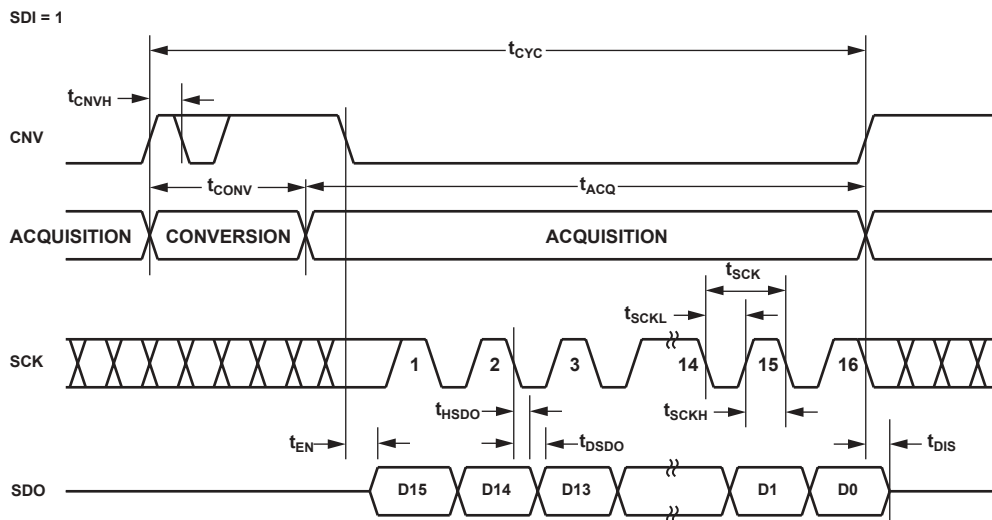 SDI = 1
tCYC
tCNVH
CNV
tCONV
tACQ
ACQUISITION CONVERSION ACQUISITION
tSCK
tSCKL
SCK 1 2 3 14 15 16
tHSDO tSCKH
tEN tDSDO tDIS
SDO D15 D14 D13 D1 D0